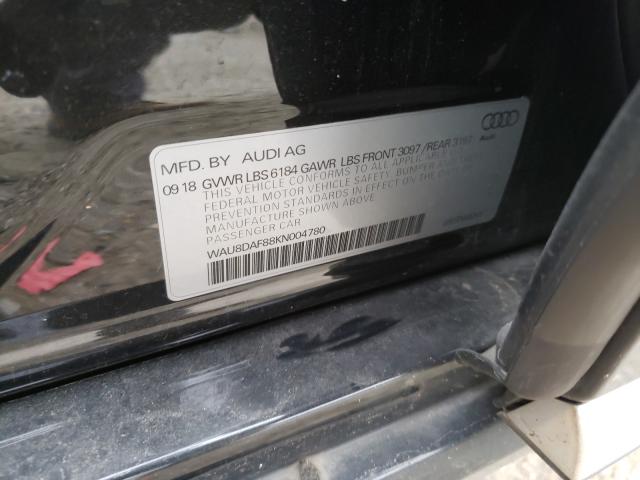 MFD. BY AUDI AG
Audi
09 18 GVWR LBS 6184 GAWR LBS FRONT 3097 / REAR
THIS VEHICLE CONFORMS TO ALL APPLICABLE
FEDERAL MOTOR VEHICLE SAFETY, BUMPER AND
PREVENTION STANDARDS IN EFFECT ON THE DATE OF
MANUFACTURE SHOWN ABOVE.
PASSENGER CAR
WAU8DAF88KN004780